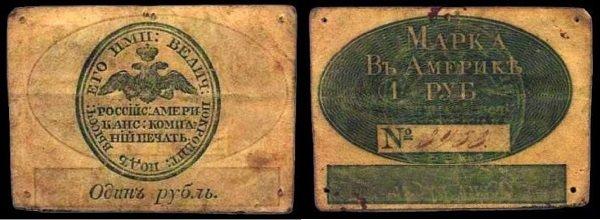 ПОДЪ ВЫСОЧ: ЕГО ИМП: ВЕЛИЧ: ПОКРОВИТ:
РОССІЙС: АМЕРИ
КАНС: КОМПА
НІЙ ПЕЧАТЬ
Одинъ рубль.
МАРКА
ВЪ АМЕРИКѢ
1 РУБ
№